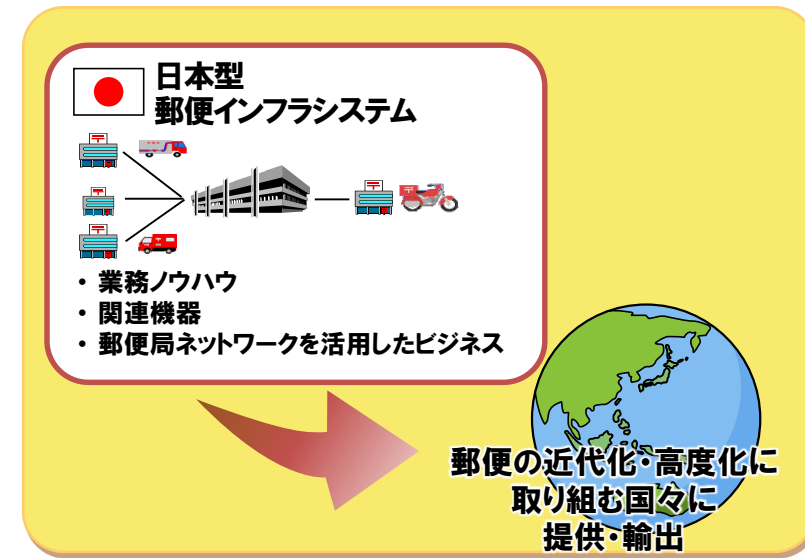 日本型
郵便インフラシステム
・ 業務ノウハウ
・ 関連機器
・ 郵便局ネットワークを活用したビジネス
郵便の近代化・高度化に
取り組む国々に
提供・輸出